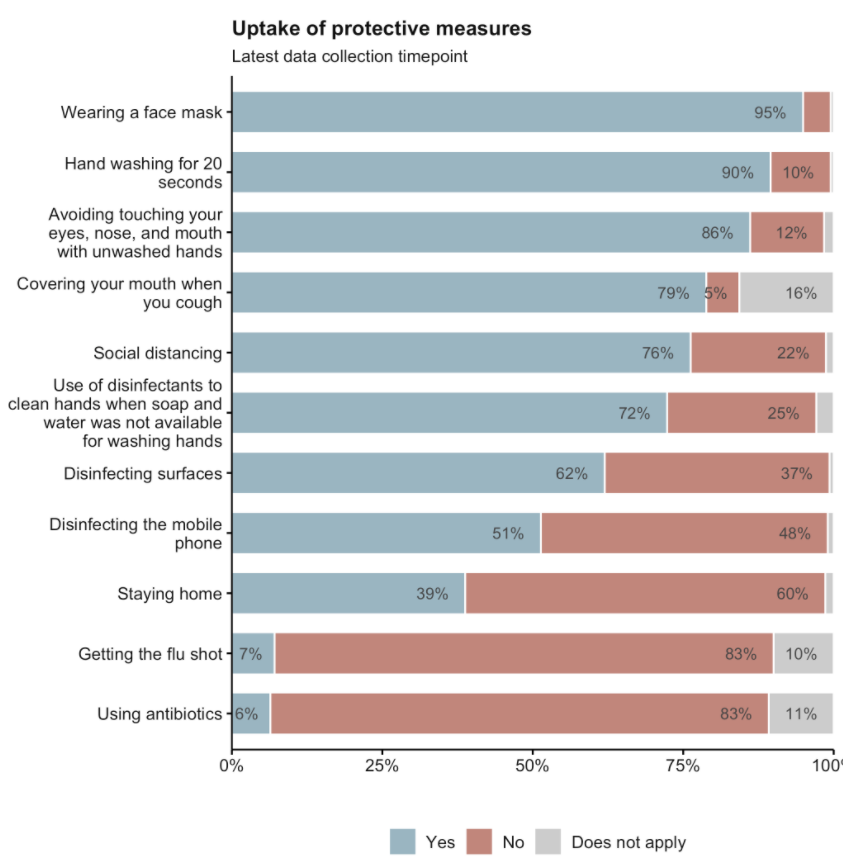 Uptake of protective measures
Latest data collection timepoint
Wearing a face mask
95%
Hand washing for 20
seconds
90% 10%
Avoiding touching your
eyes, nose, and mouth
with unwashed hands
86% 12%
Covering your mouth when
you cough
79% 5% 16%
Social distancing
76% 22%
Use of disinfectants to
clean hands when soap and
water was not available
for washing hands
72% 25%
Disinfecting surfaces
62% 37%
Disinfecting the mobile
phone
51% 48%
Staying home
39% 60%
Getting the flu shot
7% 83% 10%
Using antibiotics
6% 83% 11%
0% 25% 50% 75% 100%
Yes No Does not apply